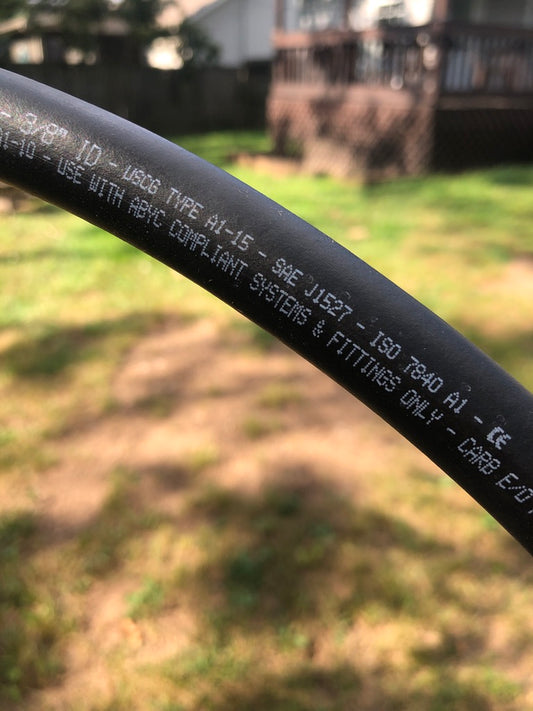 - 3/8" ID - USCG TYPE A1-15 - SAE J1527 - ISO 7840 A1 - CE
1-10 - USE WITH ABYC COMPLIANT SYSTEMS & FITTINGS ONLY - CARB E/O